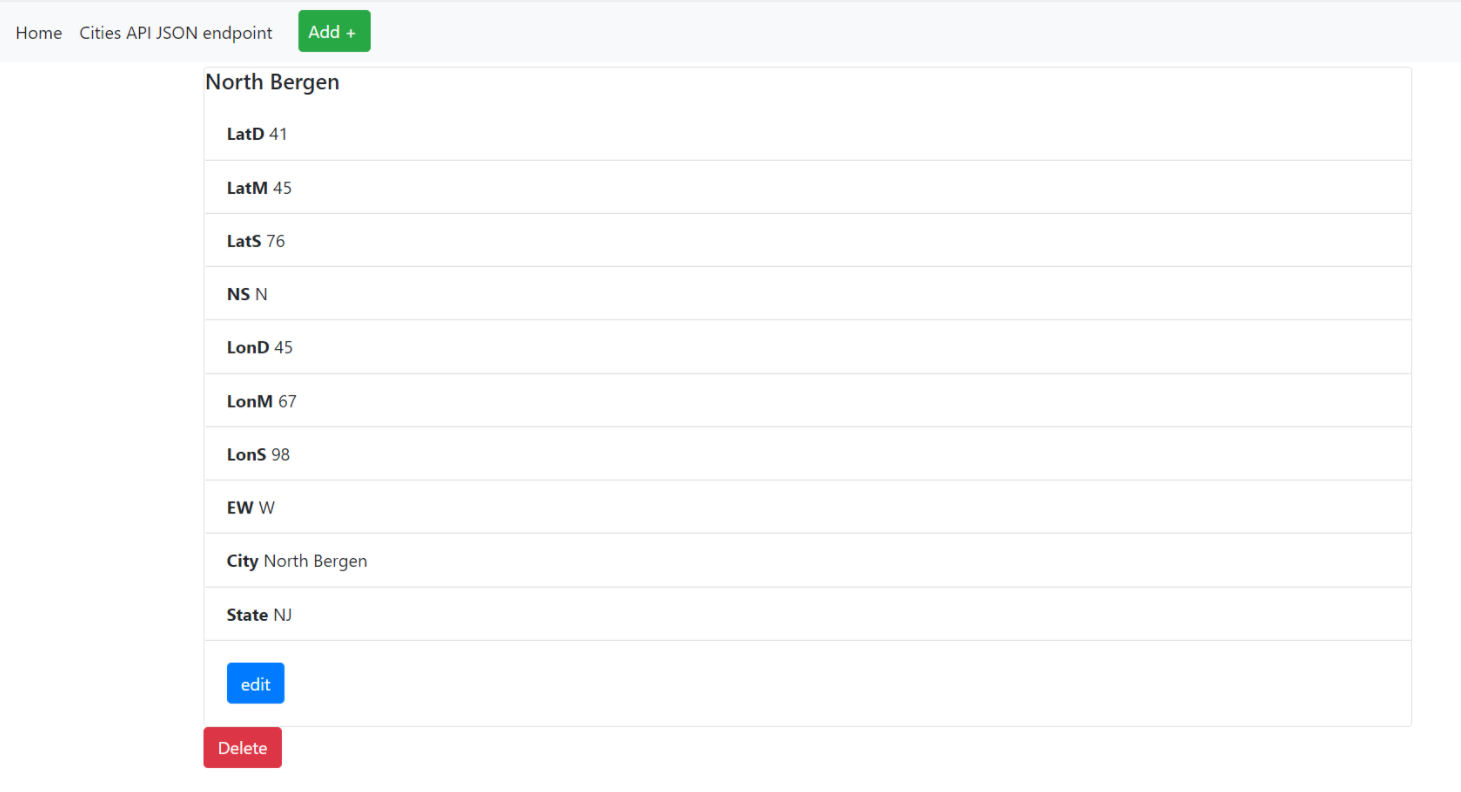 Home Cities API JSON endpoint Add +
North Bergen
LatD 41
LatM 45
LatS 76
NS N
LonD 45
LonM 67
LonS 98
EW W
City North Bergen
State NJ
edit
Delete